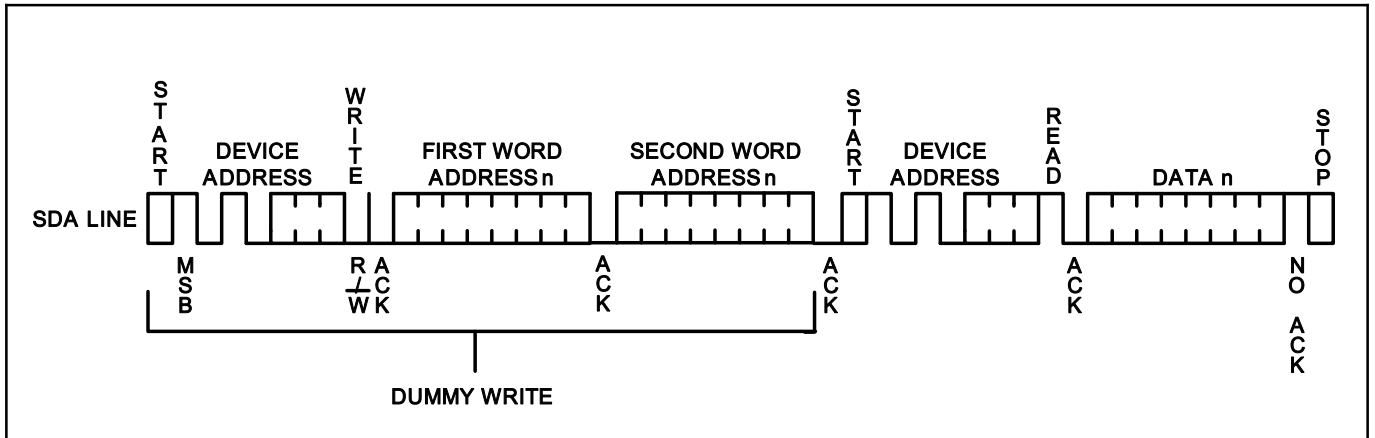 START
WRITE
START
READ
STOP
DEVICE
ADDRESS
FIRST WORD
ADDRESS n
SECOND WORD
ADDRESS n
DEVICE
ADDRESS
DATA n
SDA LINE
MSB
R/W
ACK
ACK
ACK
ACK
NO ACK
DUMMY WRITE